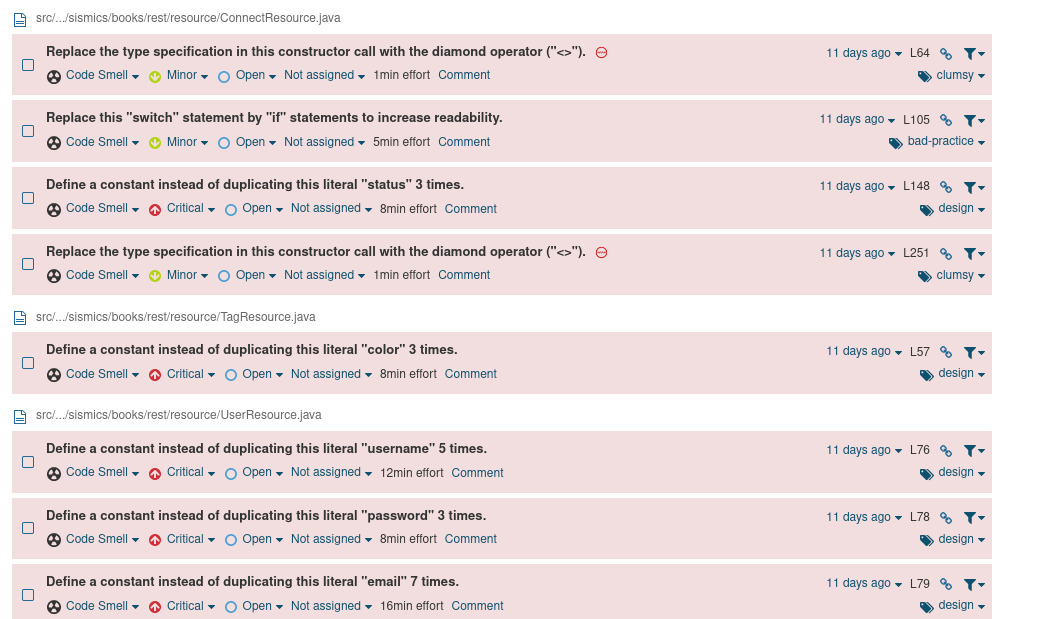 src/.../sismics/books/rest/resource/ConnectResource.java
Replace the type specification in this constructor call with the diamond operator ("<>"). 11 days ago L64
Code Smell Minor Open Not assigned 1min effort Comment clumsy
Replace this "switch" statement by "if" statements to increase readability. 11 days ago L105
Code Smell Minor Open Not assigned 5min effort Comment bad-practice
Define a constant instead of duplicating this literal "status" 3 times. 11 days ago L148
Code Smell Critical Open Not assigned 8min effort Comment design
Replace the type specification in this constructor call with the diamond operator ("<>"). 11 days ago L251
Code Smell Minor Open Not assigned 1min effort Comment clumsy
src/.../sismics/books/rest/resource/TagResource.java
Define a constant instead of duplicating this literal "color" 3 times. 11 days ago L57
Code Smell Critical Open Not assigned 8min effort Comment design
src/.../sismics/books/rest/resource/UserResource.java
Define a constant instead of duplicating this literal "username" 5 times. 11 days ago L76
Code Smell Critical Open Not assigned 12min effort Comment design
Define a constant instead of duplicating this literal "password" 3 times. 11 days ago L78
Code Smell Critical Open Not assigned 8min effort Comment design
Define a constant instead of duplicating this literal "email" 7 times. 11 days ago L79
Code Smell Critical Open Not assigned 16min effort Comment design